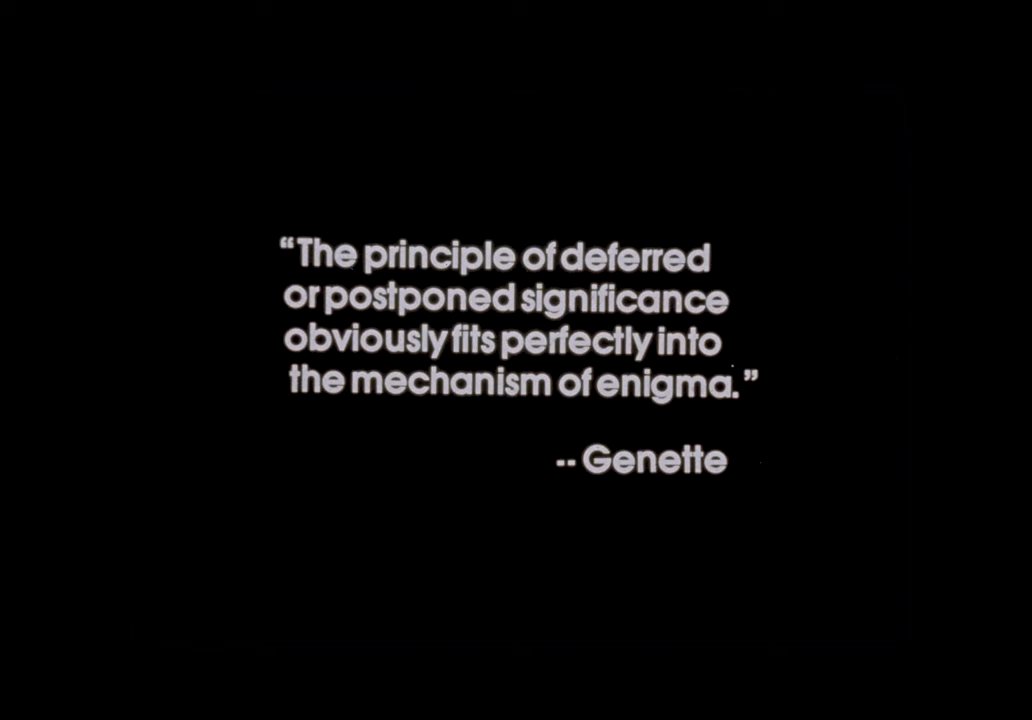 “The principle of deferred
or postponed significance
obviously fits perfectly into
the mechanism of enigma.”
-- Genette